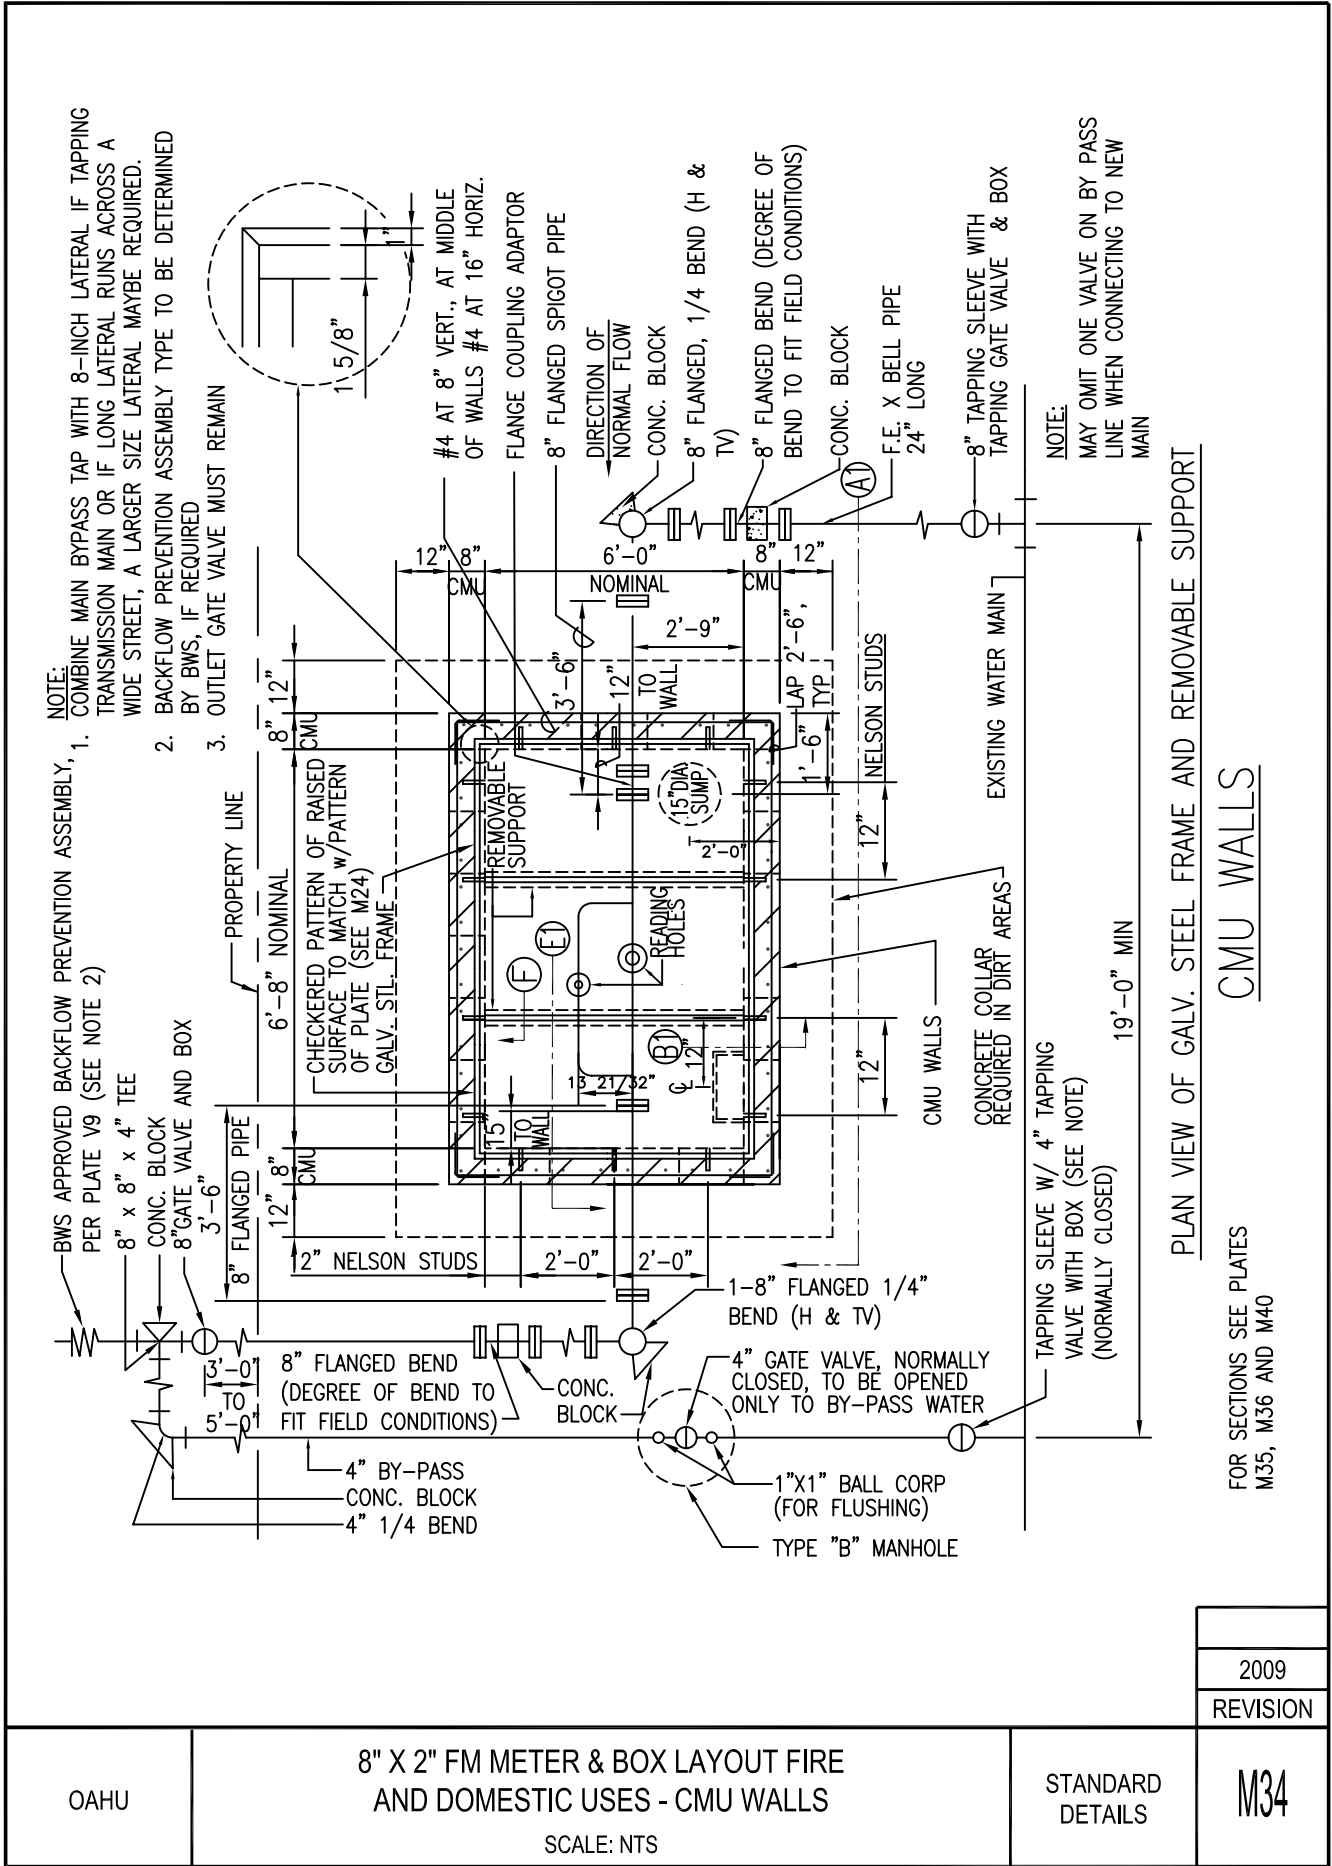 NOTE:
1. COMBINE MAIN BYPASS TAP WITH 8-INCH LATERAL IF TAPPING
TRANSMISSION MAIN OR IF LONG LATERAL RUNS ACROSS A
WIDE STREET, A LARGER SIZE LATERAL MAYBE REQUIRED.
2. BACKFLOW PREVENTION ASSEMBLY TYPE TO BE DETERMINED
BY BWS, IF REQUIRED
3. OUTLET GATE VALVE MUST REMAIN
BWS APPROVED BACKFLOW PREVENTION ASSEMBLY,
PER PLATE V9 (SEE NOTE 2)
8" x 8" x 4" TEE
CONC. BLOCK
8"GATE VALVE AND BOX
3'-6"
8" FLANGED PIPE
PROPERTY LINE
12"
8"
CMU
6'-8" NOMINAL
8"
CMU
12"
CHECKERED PATTERN OF RAISED
SURFACE TO MATCH w/PATTERN
OF PLATE (SEE M24)
GALV. STL. FRAME
1 5/8"
1"
#4 AT 8" VERT., AT MIDDLE
OF WALLS #4 AT 16" HORIZ.
FLANGE COUPLING ADAPTOR
8" FLANGED SPIGOT PIPE
DIRECTION OF
NORMAL FLOW
CONC. BLOCK
8" FLANGED, 1/4 BEND (H &
TV)
8" FLANGED BEND (DEGREE OF
BEND TO FIT FIELD CONDITIONS)
CONC. BLOCK
A1
F.E. X BELL PIPE
24" LONG
8" TAPPING SLEEVE WITH
TAPPING GATE VALVE & BOX
NOTE:
MAY OMIT ONE VALVE ON BY PASS
LINE WHEN CONNECTING TO NEW
MAIN
12"
8"
CMU
6'-0"
NOMINAL
8"
CMU
12"
2'-9"
3'-6"
12"
TO
WALL
LAP 2'-6",
TYP
1'-6"
NELSON STUDS
EXISTING WATER MAIN
REMOVABLE
SUPPORT
15"DIA.
SUMP
2'-0"
12"
READING
HOLES
F
E1
B1
12"
℄
13 21/32"
15"
TO
WALL
12"
CMU WALLS
CONCRETE COLLAR
REQUIRED IN DIRT AREAS
19'-0" MIN
2" NELSON STUDS
2'-0"
2'-0"
1-8" FLANGED 1/4"
BEND (H & TV)
3'-0"
TO
5'-0"
8" FLANGED BEND
(DEGREE OF BEND TO
FIT FIELD CONDITIONS)
CONC.
BLOCK
4" GATE VALVE, NORMALLY
CLOSED, TO BE OPENED
ONLY TO BY-PASS WATER
TAPPING SLEEVE W/ 4" TAPPING
VALVE WITH BOX (SEE NOTE)
(NORMALLY CLOSED)
4" BY-PASS
CONC. BLOCK
4" 1/4 BEND
1"X1" BALL CORP
(FOR FLUSHING)
TYPE "B" MANHOLE
PLAN VIEW OF GALV. STEEL FRAME AND REMOVABLE SUPPORT
CMU WALLS
FOR SECTIONS SEE PLATES
M35, M36 AND M40
2009
REVISION
OAHU
8" X 2" FM METER & BOX LAYOUT FIRE
AND DOMESTIC USES - CMU WALLS
SCALE: NTS
STANDARD
DETAILS
M34